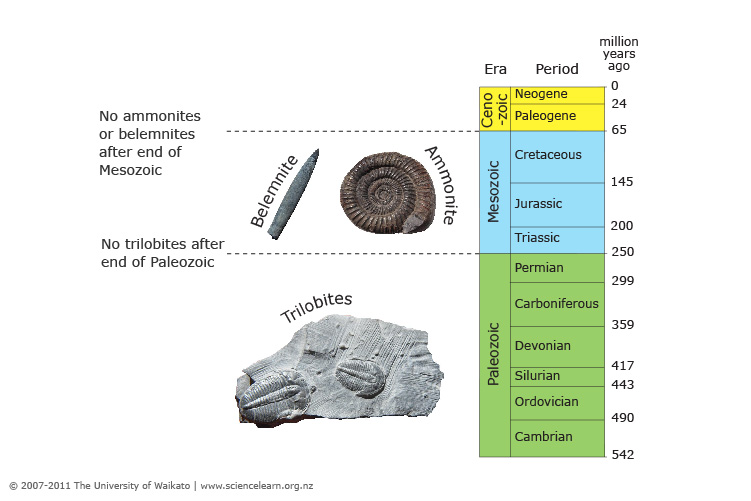 million
years
ago
Era
Period
0
Neogene
24
Ceno
-zoic
Paleogene
65
No ammonites
or belemnites
after end of
Mesozoic
Belemnite
Ammonite
Mesozoic
Cretaceous
145
Jurassic
200
Triassic
250
No trilobites after
end of Paleozoic
Trilobites
Paleozoic
Permian
299
Carboniferous
359
Devonian
417
Silurian
443
Ordovician
490
Cambrian
542
© 2007-2011 The University of Waikato | www.sciencelearn.org.nz